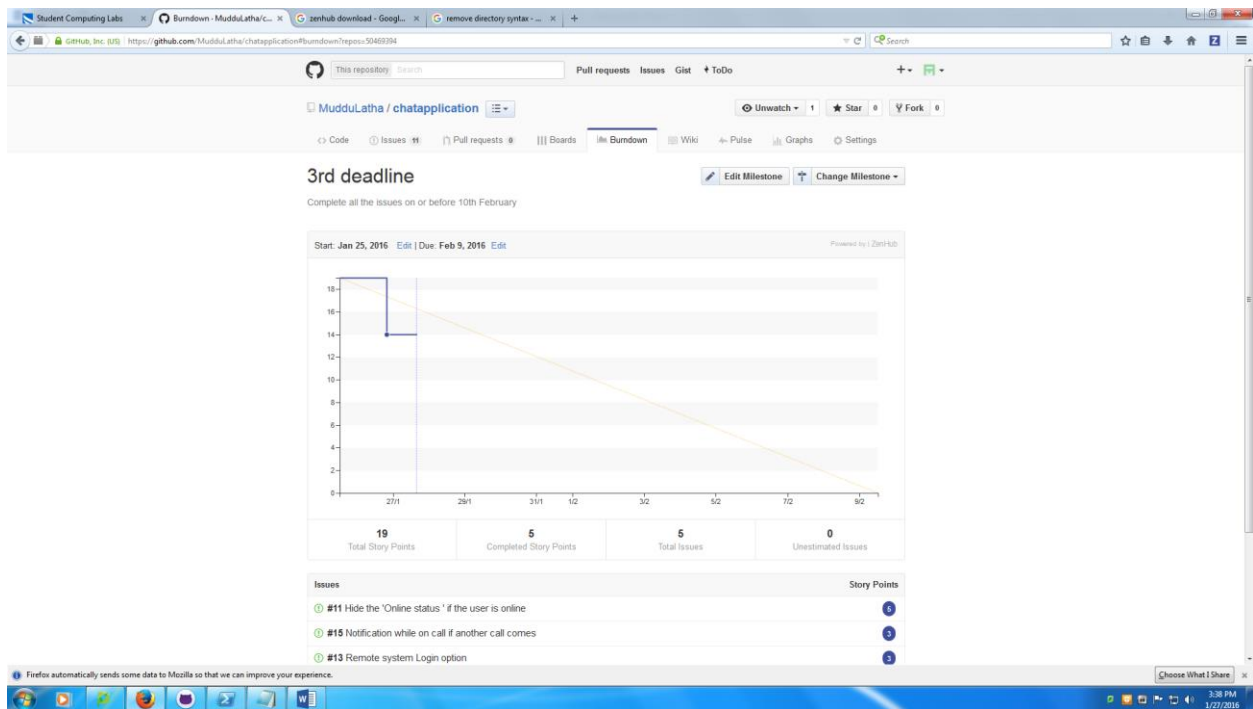 Student Computing Labs × Burndown · MudduLatha/c... × zenhub download - Googl... × remove directory syntax - ... × +
GitHub, Inc. (US) https://github.com/MudduLatha/chatapplication#burndown?repos=50469394 Search
This repository Search Pull requests Issues Gist ToDo
MudduLatha / chatapplication Unwatch 1 Star 0 Fork 0
Code Issues 11 Pull requests 0 Boards Burndown Wiki Pulse Graphs Settings
3rd deadline Edit Milestone Change Milestone
Complete all the issues on or before 10th February
Start: Jan 25, 2016 Edit | Due: Feb 9, 2016 Edit Powered by | ZenHub
18
16
14
12
10
8
6
4
2
0
27/1 29/1 31/1 1/2 3/2 5/2 7/2 9/2
19 5 5 0
Total Story Points Completed Story Points Total Issues Unestimated Issues
Issues Story Points
#11 Hide the 'Online status ' if the user is online 5
#15 Notification while on call if another call comes 3
#13 Remote system Login option 3
Firefox automatically sends some data to Mozilla so that we can improve your experience. Choose What I Share ×
3:38 PM
1/27/2016